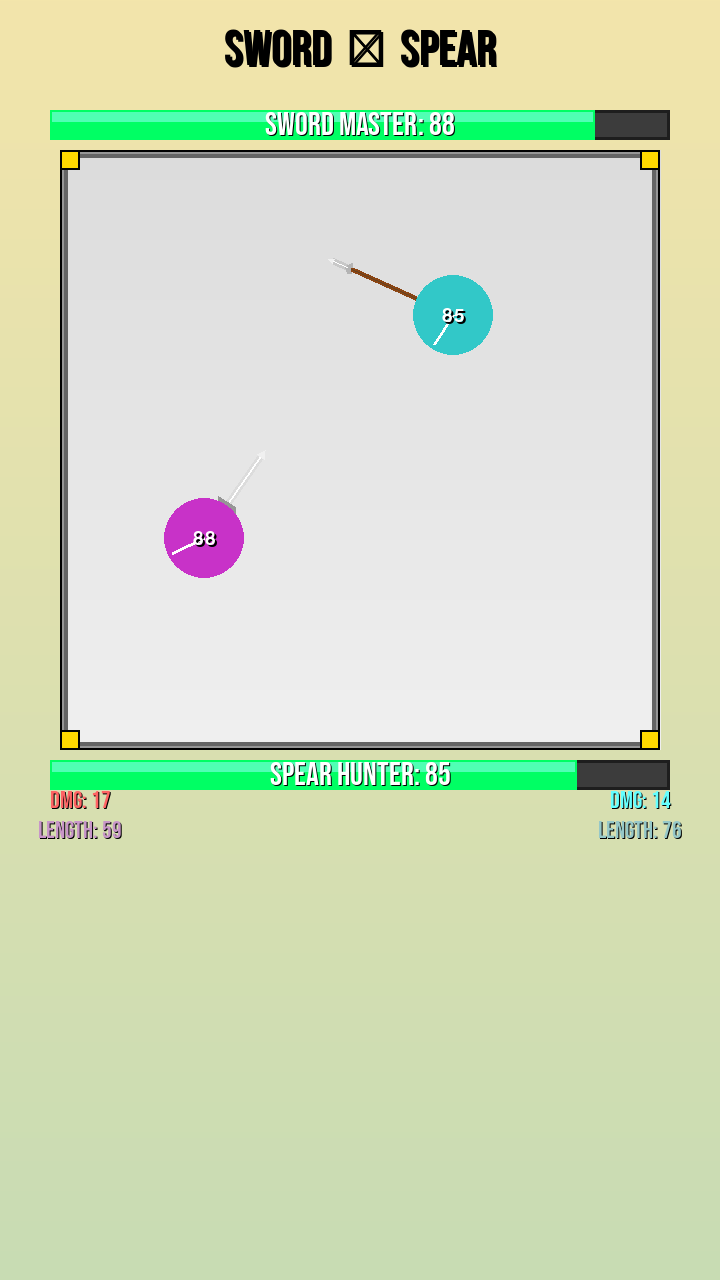 SWORD ☒ SPEAR
SWORD MASTER: 88
85
88
SPEAR HUNTER: 85
DMG: 17
DMG: 14
LENGTH: 59
LENGTH: 76